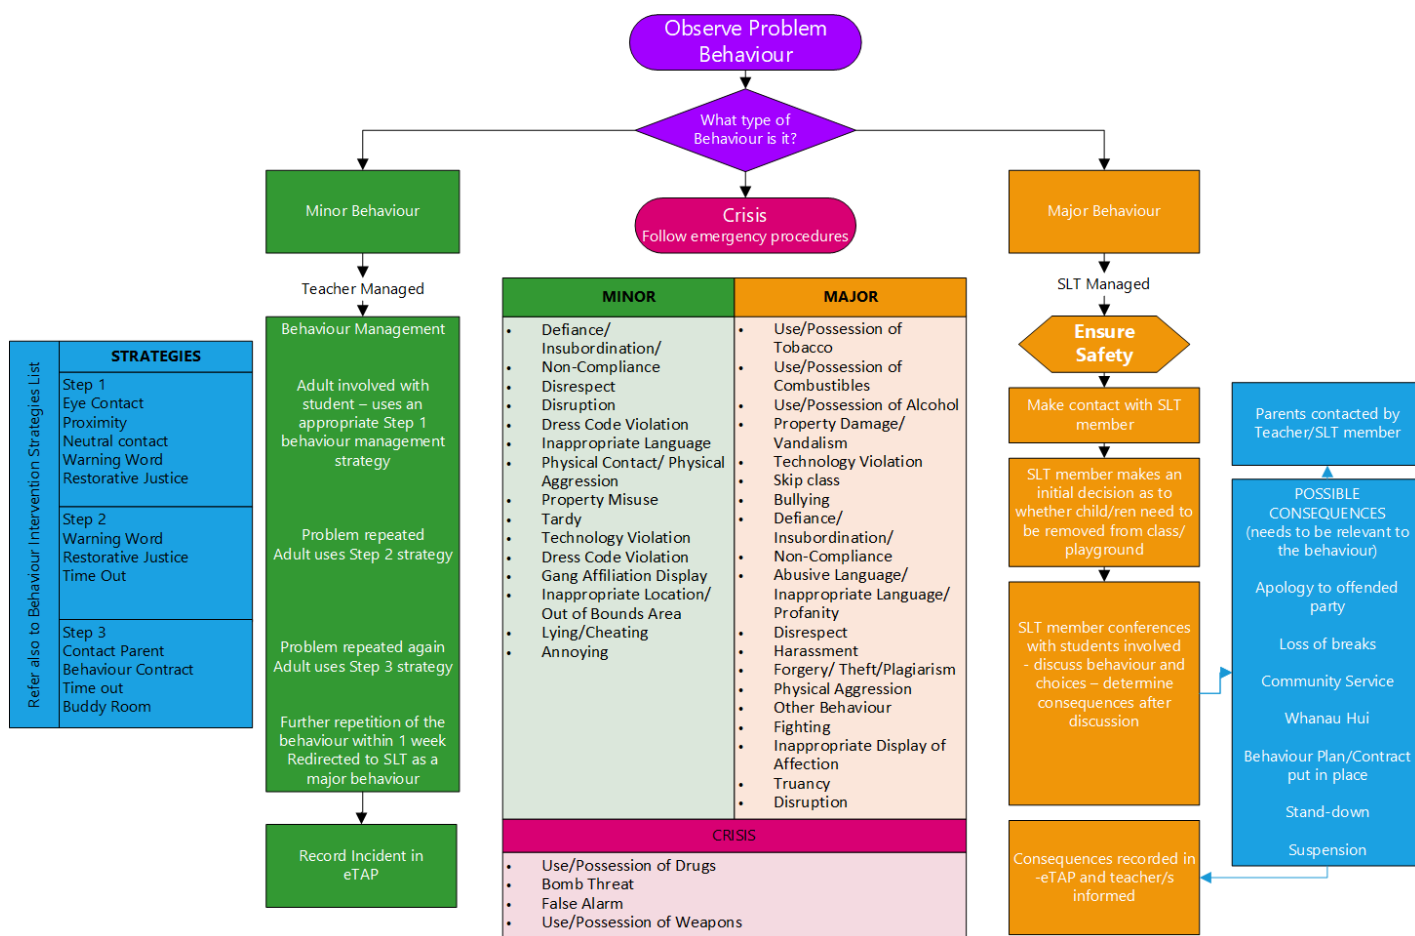 Observe Problem
Behaviour
What type of
Behaviour is it?
Minor Behaviour
Crisis
Follow emergency procedures
Major Behaviour
Teacher Managed
SLT Managed
Refer also to Behaviour Intervention Strategies List
STRATEGIES
Step 1
Eye Contact
Proximity
Neutral contact
Warning Word
Restorative Justice
Step 2
Warning Word
Restorative Justice
Time Out
Step 3
Contact Parent
Behaviour Contract
Time out
Buddy Room
Behaviour Management
Adult involved with
student – uses an
appropriate Step 1
behaviour management
strategy
Problem repeated
Adult uses Step 2 strategy
Problem repeated again
Adult uses Step 3 strategy
Further repetition of the
behaviour within 1 week
Redirected to SLT as a
major behaviour
Record Incident in
eTAP
MINOR
• Defiance/
Insubordination/
• Non-Compliance
• Disrespect
• Disruption
• Dress Code Violation
• Inappropriate Language
• Physical Contact/ Physical
Aggression
• Property Misuse
• Tardy
• Technology Violation
• Dress Code Violation
• Gang Affiliation Display
• Inappropriate Location/
Out of Bounds Area
• Lying/Cheating
• Annoying
MAJOR
• Use/Possession of
Tobacco
• Use/Possession of
Combustibles
• Use/Possession of Alcohol
• Property Damage/
Vandalism
• Technology Violation
• Skip class
• Bullying
• Defiance/
Insubordination/
• Non-Compliance
• Abusive Language/
Inappropriate Language/
Profanity
• Disrespect
• Harassment
• Forgery/ Theft/Plagiarism
• Physical Aggression
• Other Behaviour
• Fighting
• Inappropriate Display of
Affection
• Truancy
• Disruption
CRISIS
• Use/Possession of Drugs
• Bomb Threat
• False Alarm
• Use/Possession of Weapons
Ensure
Safety
Make contact with SLT
member
SLT member makes an
initial decision as to
whether child/ren need to
be removed from class/
playground
SLT member conferences
with students involved
- discuss behaviour and
choices – determine
consequences after
discussion
Consequences recorded in
-eTAP and teacher/s
informed
Parents contacted by
Teacher/SLT member
POSSIBLE
CONSEQUENCES
(needs to be relevant to
the behaviour)
Apology to offended
party
Loss of breaks
Community Service
Whanau Hui
Behaviour Plan/Contract
put in place
Stand-down
Suspension